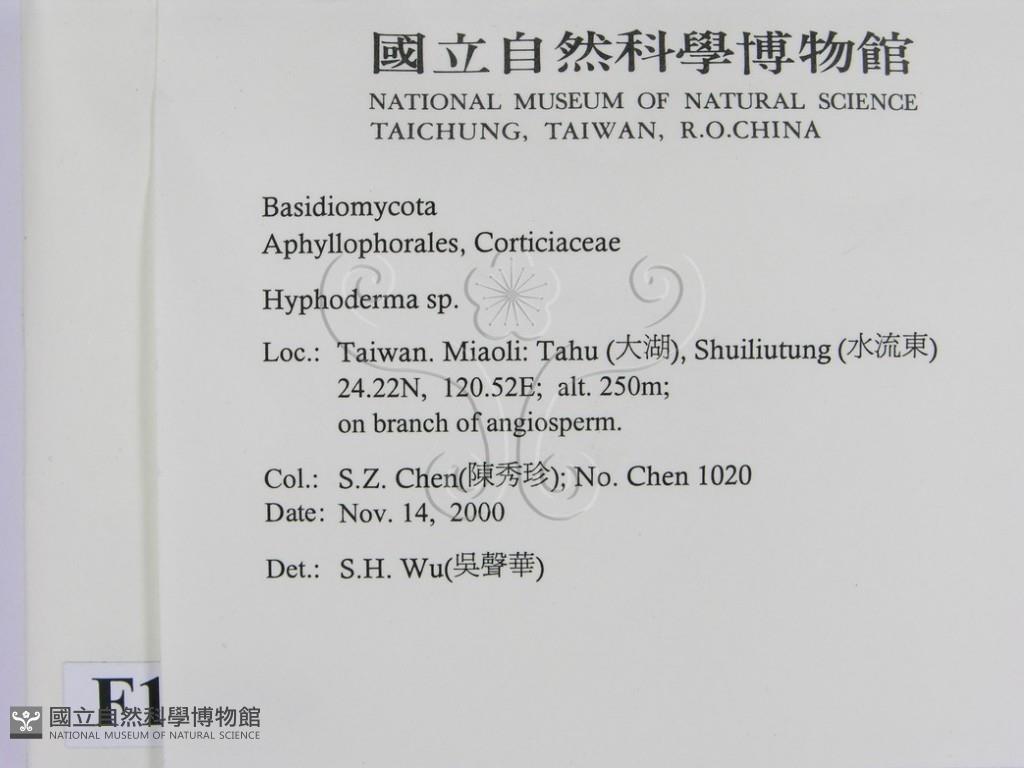 國立自然科學博物館
NATIONAL MUSEUM OF NATURAL SCIENCE
TAICHUNG, TAIWAN, R.O.CHINA
Basidiomycota
Aphyllophorales, Corticiaceae
Hyphoderma sp.
Loc.: Taiwan. Miaoli: Tahu (大湖), Shuiliutung (水流東)
24.22N, 120.52E; alt. 250m;
on branch of angiosperm.
Col.: S.Z. Chen(陳秀珍); No. Chen 1020
Date: Nov. 14, 2000
Det.: S.H. Wu(吳聲華)
F1
國立自然科學博物館
NATIONAL MUSEUM OF NATURAL SCIENCE